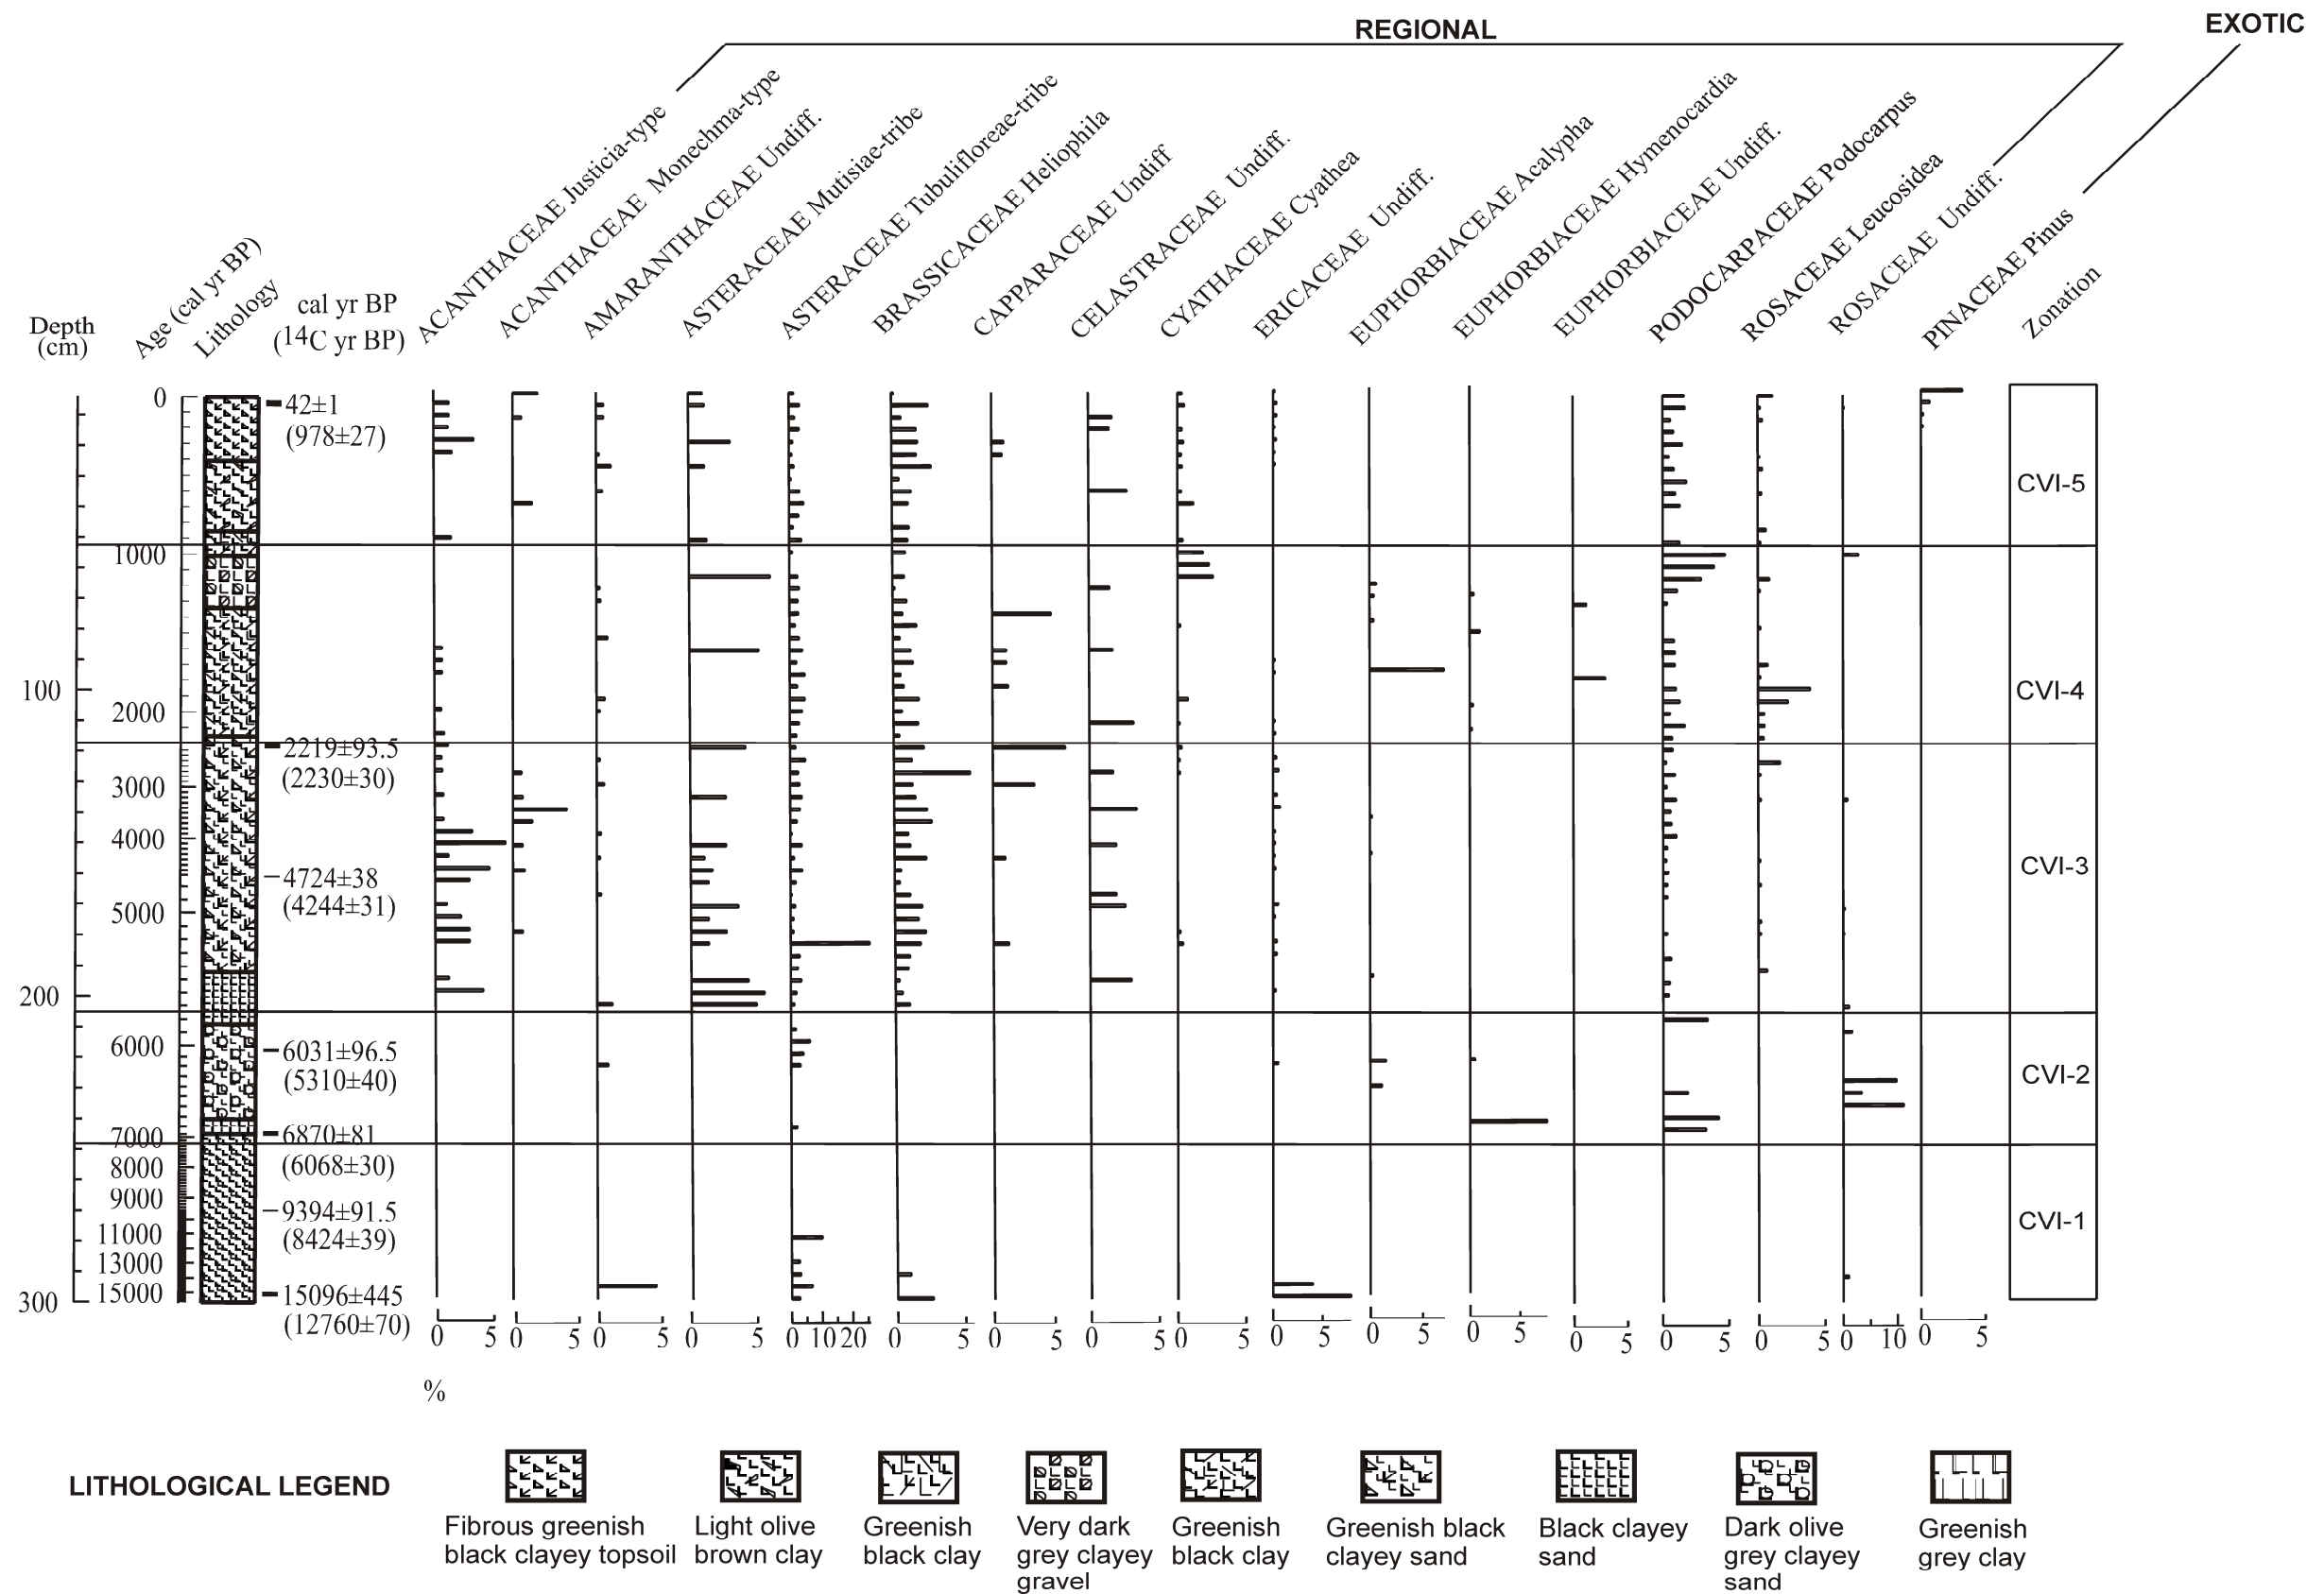 REGIONAL
EXOTIC
Depth
(cm)
Age (cal yr BP)
Lithology
cal yr BP
(14C yr BP)
ACANTHACEAE Justicia-type
ACANTHACEAE Monechma-type
AMARANTHACEAE Undiff.
ASTERACEAE Mutisiae-tribe
ASTERACEAE Tubulifloreae-tribe
BRASSICACEAE Heliophila
CAPPARACEAE Undiff
CELASTRACEAE Undiff.
CYATHACEAE Cyathea
ERICACEAE Undiff.
EUPHORBIACEAE Acalypha
EUPHORBIACEAE Hymenocardia
EUPHORBIACEAE Undiff.
PODOCARPACEAE Podocarpus
ROSACEAE Leucosidea
ROSACEAE Undiff.
PINACEAE Pinus
Zonation
0
42±1
(978±27)
CVI-5
1000
100
2000
CVI-4
2219±93.5
(2230±30)
3000
4000
CVI-3
4724±38
(4244±31)
5000
200
6000
6031±96.5
(5310±40)
CVI-2
7000
6870±81
8000
(6068±30)
9000
9394±91.5
CVI-1
11000
(8424±39)
13000
15000
15096±445
300
(12760±70)
0 5 0 5 0 5 0 5 0 10 20 0 5 0 5 0 5 0 5 0 5 0 5 0 5 0 5 0 5 0 5 0 10 0 5
%
LITHOLOGICAL LEGEND
Fibrous greenish
black clayey topsoil
Light olive
brown clay
Greenish
black clay
Very dark
grey clayey
gravel
Greenish
black clay
Greenish black
clayey sand
Black clayey
sand
Dark olive
grey clayey
sand
Greenish
grey clay